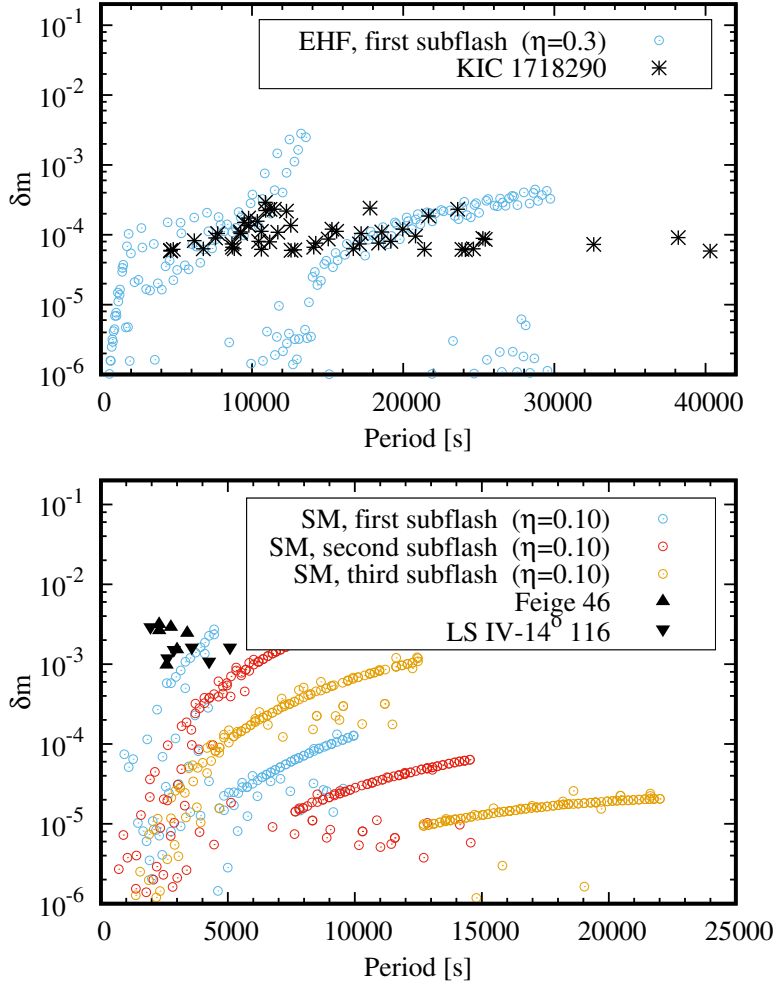 10⁻¹
10⁻²
10⁻³
10⁻⁴
10⁻⁵
10⁻⁶
δm
EHF, first subflash (η=0.3)
KIC 1718290
0 10000 20000 30000 40000
Period [s]
10⁻¹
10⁻²
10⁻³
10⁻⁴
10⁻⁵
10⁻⁶
δm
SM, first subflash (η=0.10)
SM, second subflash (η=0.10)
SM, third subflash (η=0.10)
Feige 46
LS IV-14° 116
0 5000 10000 15000 20000 25000
Period [s]